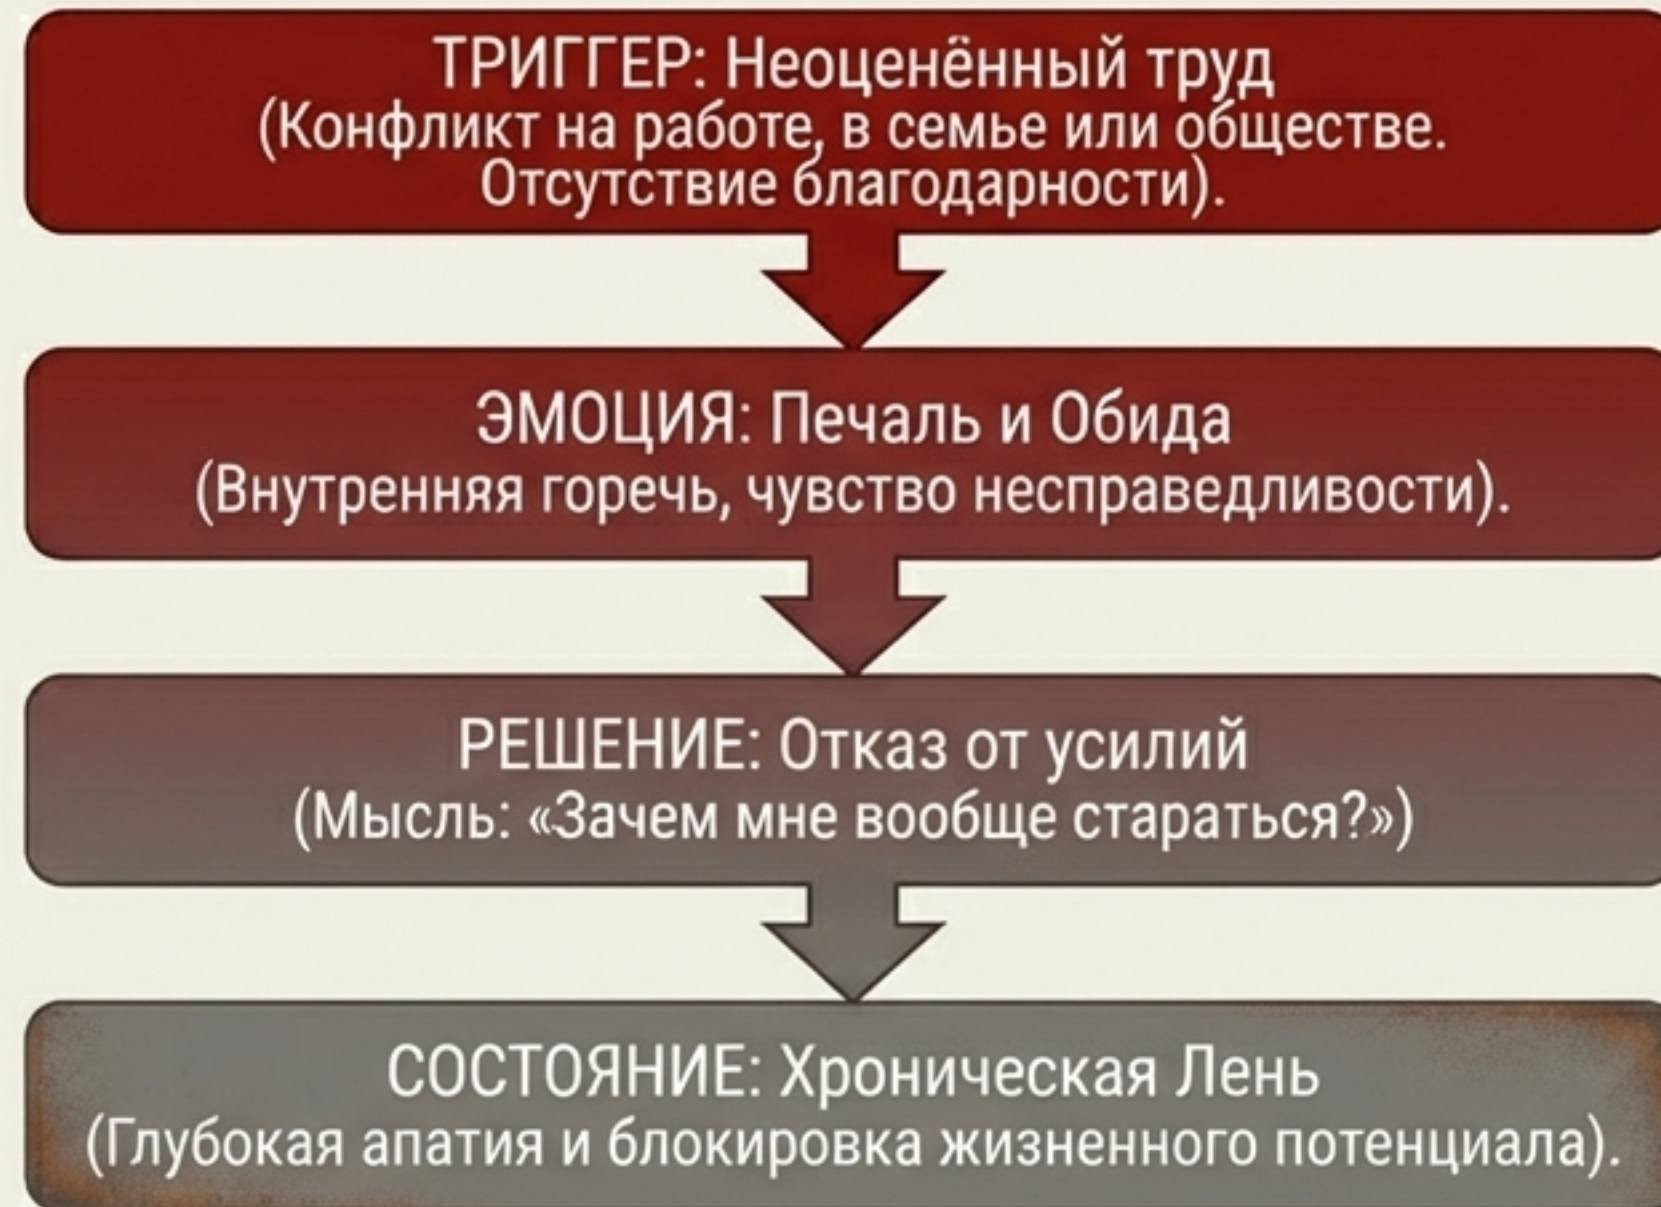 ТРИГГЕР: Неоценённый труд
(Конфликт на работе, в семье или обществе.
Отсутствие благодарности).
ЭМОЦИЯ: Печаль и Обида
(Внутренняя горечь, чувство несправедливости).
РЕШЕНИЕ: Отказ от усилий
(Мысль: «Зачем мне вообще стараться?»)
СОСТОЯНИЕ: Хроническая Лень
(Глубокая апатия и блокировка жизненного потенциала).